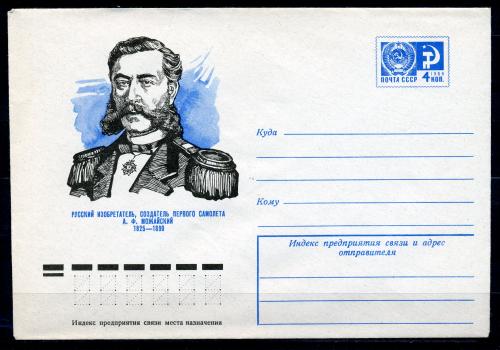 ПОЧТА СССР
1966
4 КОП.
Куда
Кому
РУССКИЙ ИЗОБРЕТАТЕЛЬ, СОЗДАТЕЛЬ ПЕРВОГО САМОЛЕТА
А. Ф. МОЖАЙСКИЙ
1825—1890
Индекс предприятия связи и адрес
отправителя
Индекс предприятия связи места назначения